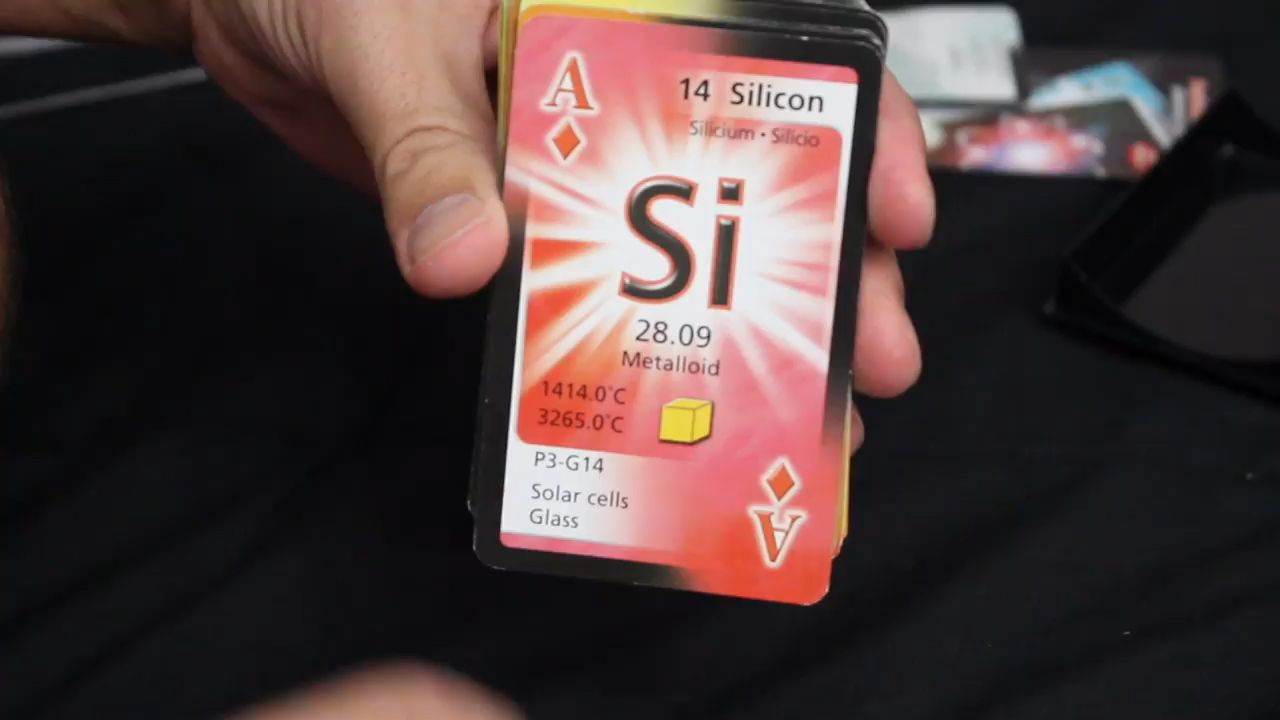 A
14 Silicon
Silicium • Silicio
Si
28.09
Metalloid
1414.0°C
3265.0°C
P3-G14
Solar cells
Glass
A